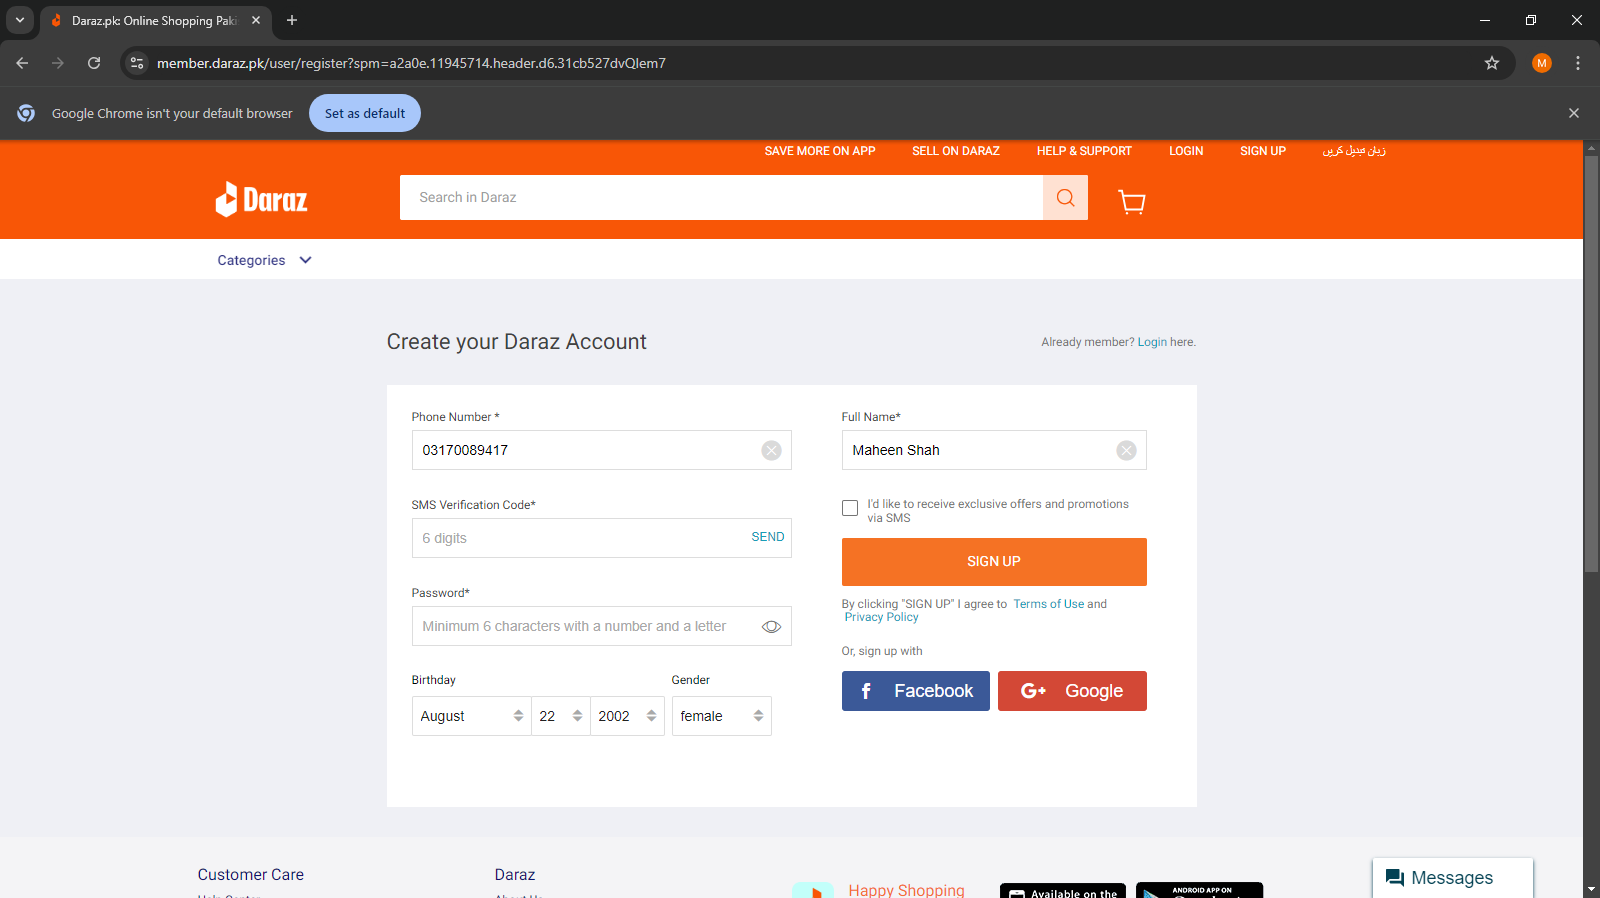 Daraz.pk: Online Shopping Paki
member.daraz.pk/user/register?spm=a2a0e.11945714.header.d6.31cb527dvQlem7
M
Google Chrome isn't your default browser
Set as default
SAVE MORE ON APP
SELL ON DARAZ
HELP & SUPPORT
LOGIN
SIGN UP
زبان تبدیل کریں
Daraz
Search in Daraz
Categories
Create your Daraz Account
Already member? Login here.
Phone Number *
03170089417
SMS Verification Code*
6 digits
SEND
Password*
Minimum 6 characters with a number and a letter
Birthday
Gender
August
22
2002
female
Full Name*
Maheen Shah
I'd like to receive exclusive offers and promotions
via SMS
SIGN UP
By clicking "SIGN UP" I agree to Terms of Use and
Privacy Policy
Or, sign up with
f Facebook
G+ Google
Customer Care
Help Center
Daraz
About Us
Happy Shopping
Available on the
ANDROID APP ON
Messages